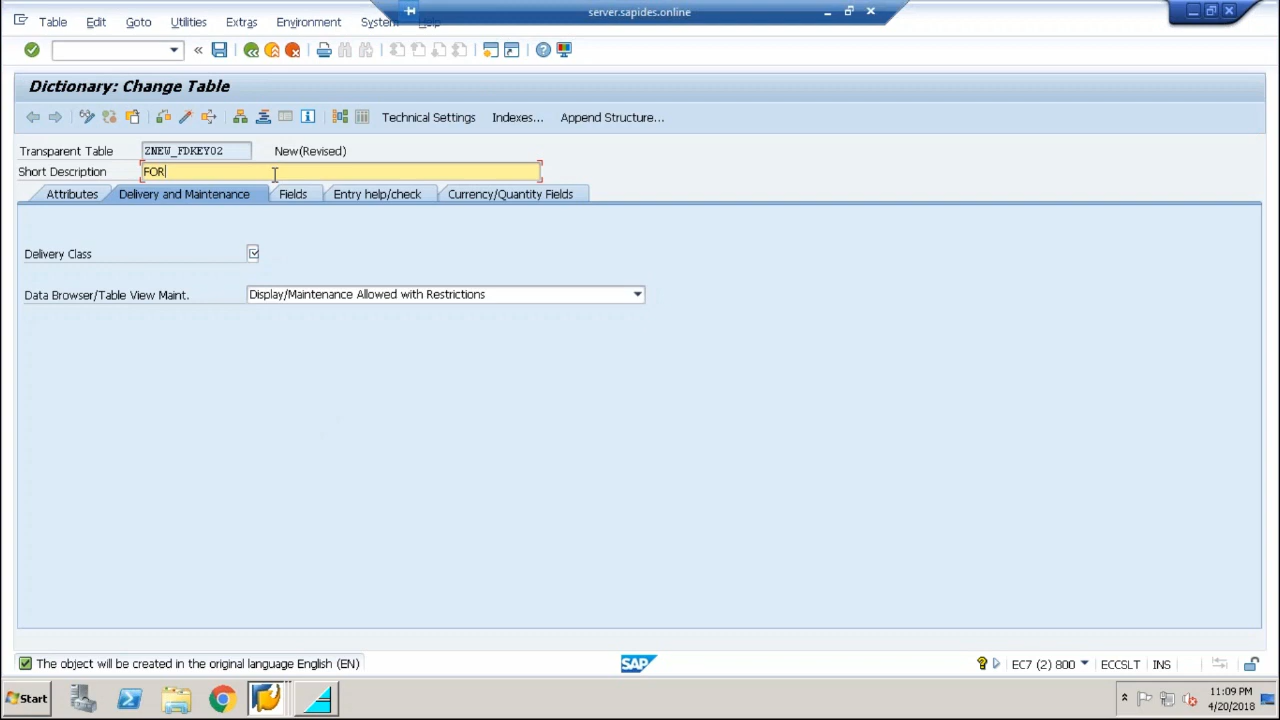 server.sapides.online
Table Edit Goto Utilities Extras Environment System Help
Dictionary: Change Table
Technical Settings Indexes... Append Structure...
Transparent Table ZNEW_FDKEY02 New(Revised)
Short Description FOR
Attributes Delivery and Maintenance Fields Entry help/check Currency/Quantity Fields
Delivery Class
Data Browser/Table View Maint. Display/Maintenance Allowed with Restrictions
The object will be created in the original language English (EN) SAP EC7 (2) 800 ECCSLT INS
Start 11:09 PM
4/20/2018